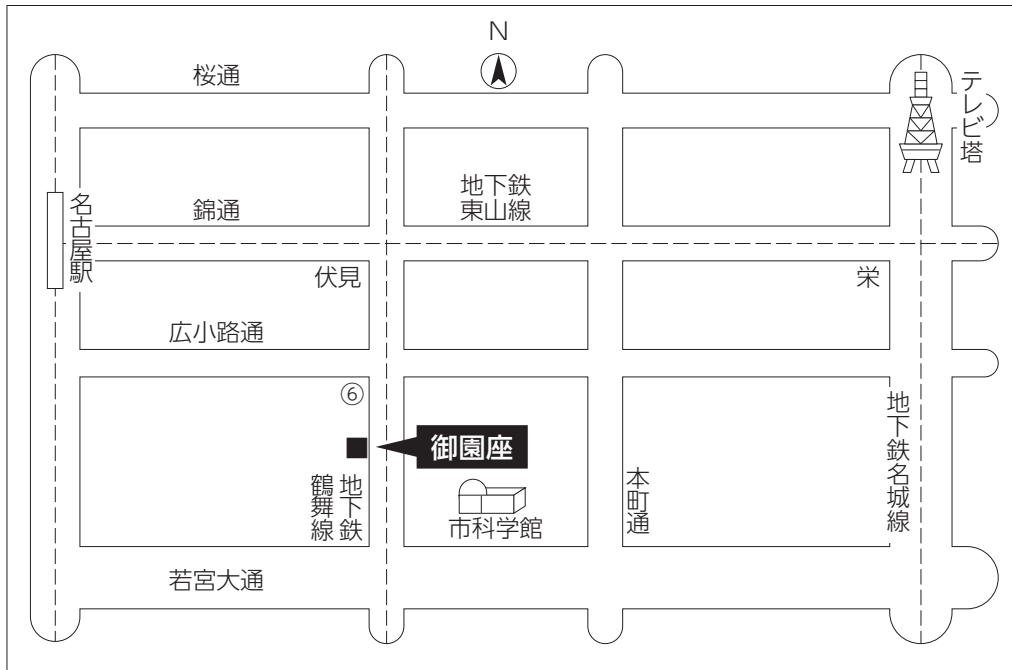 N
桜通
テレビ塔
地下鉄
東山線
錦通
名古屋駅
伏見
栄
広小路通
⑥
御園座
地下鉄
鶴舞線
市科学館
本町通
地下鉄名城線
若宮大通